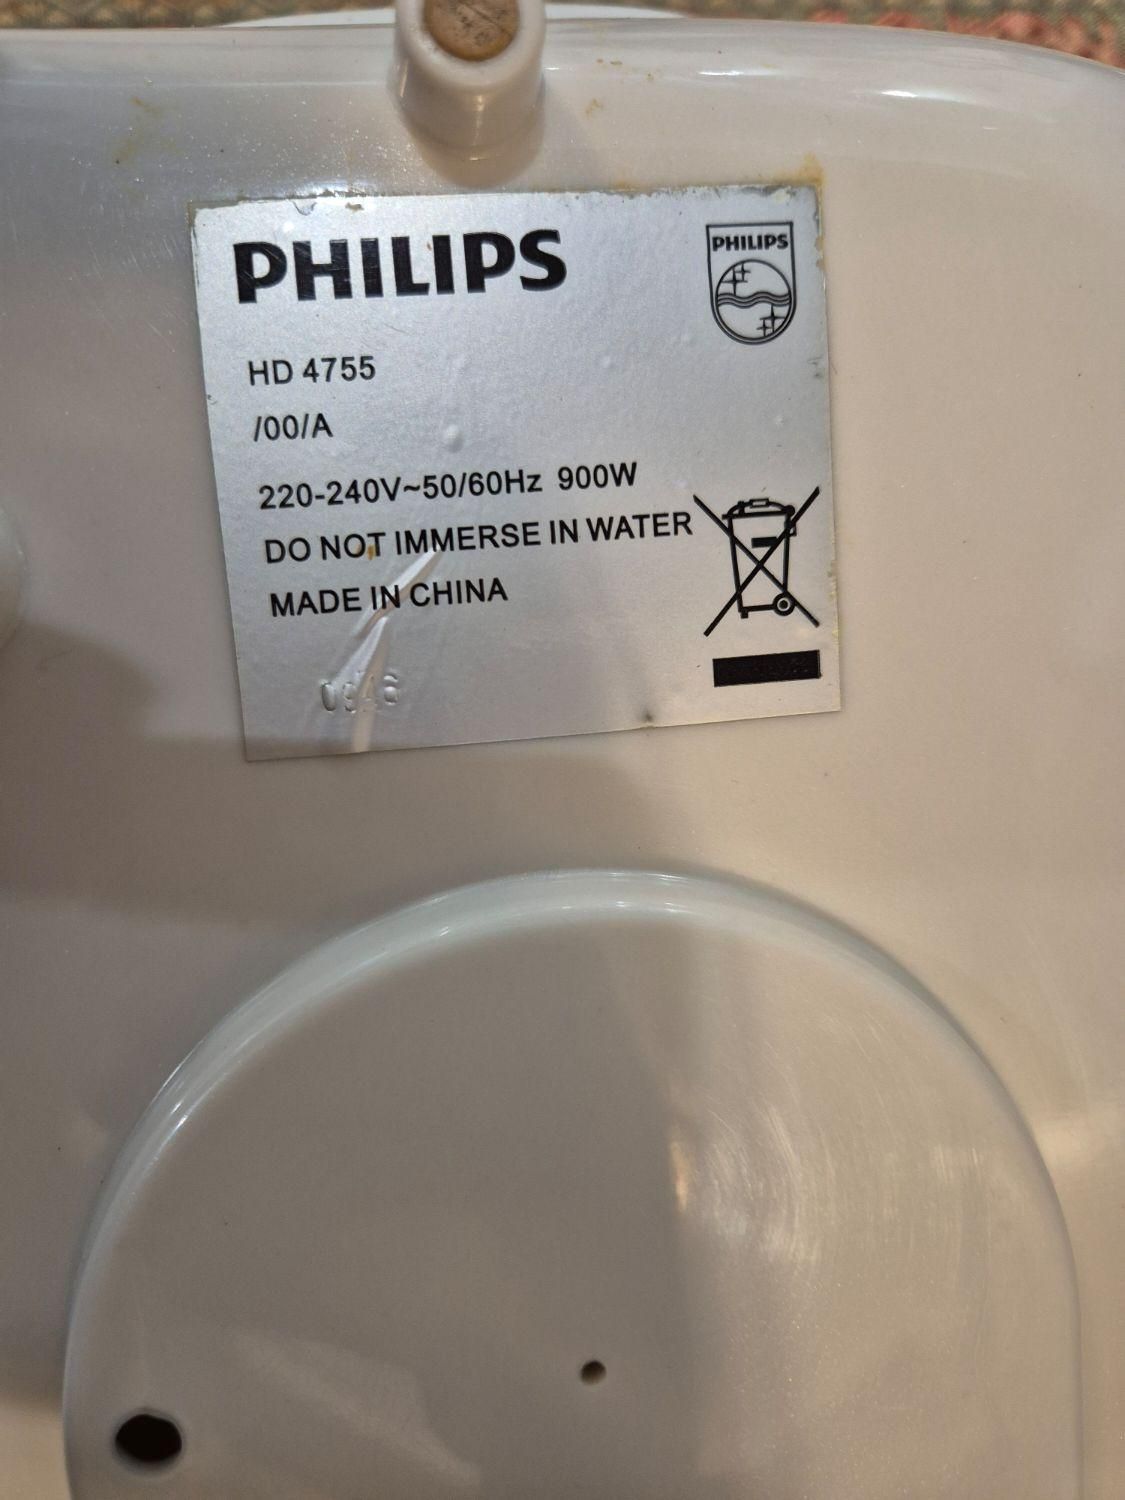 PHILIPS
PHILIPS
HD 4755
/00/A
220-240V~50/60Hz 900W
DO NOT IMMERSE IN WATER
MADE IN CHINA